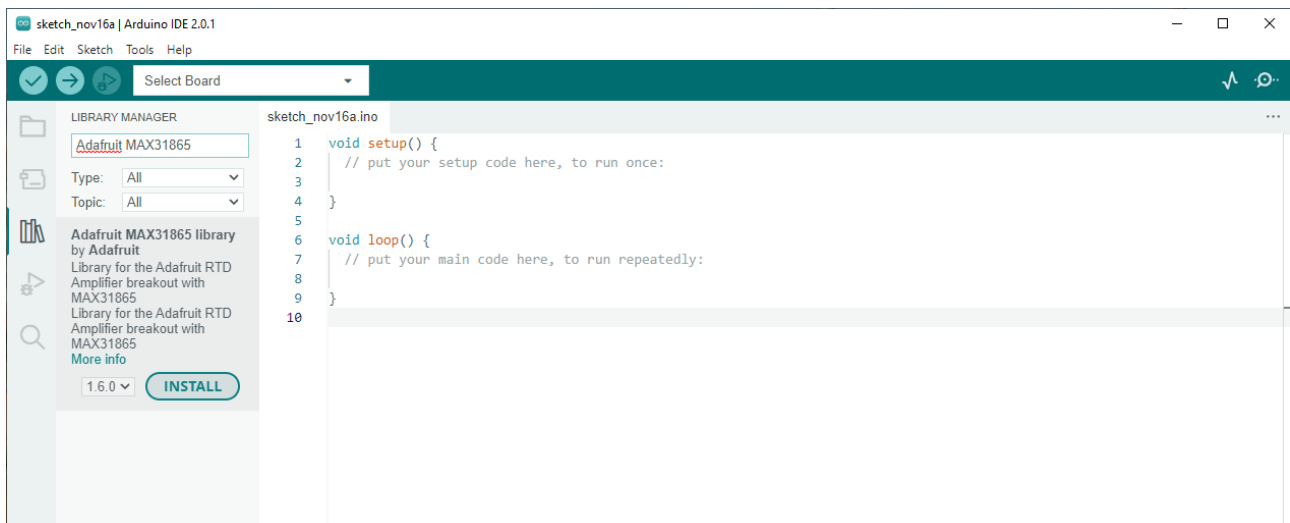 sketch_nov16a | Arduino IDE 2.0.1
File Edit Sketch Tools Help
Select Board
LIBRARY MANAGER
Adafruit MAX31865
Type: All
Topic: All
Adafruit MAX31865 library
by Adafruit
Library for the Adafruit RTD
Amplifier breakout with
MAX31865
Library for the Adafruit RTD
Amplifier breakout with
MAX31865
More info
1.6.0 INSTALL
sketch_nov16a.ino
1 void setup() {
2 // put your setup code here, to run once:
3
4 }
5
6 void loop() {
7 // put your main code here, to run repeatedly:
8
9 }
10